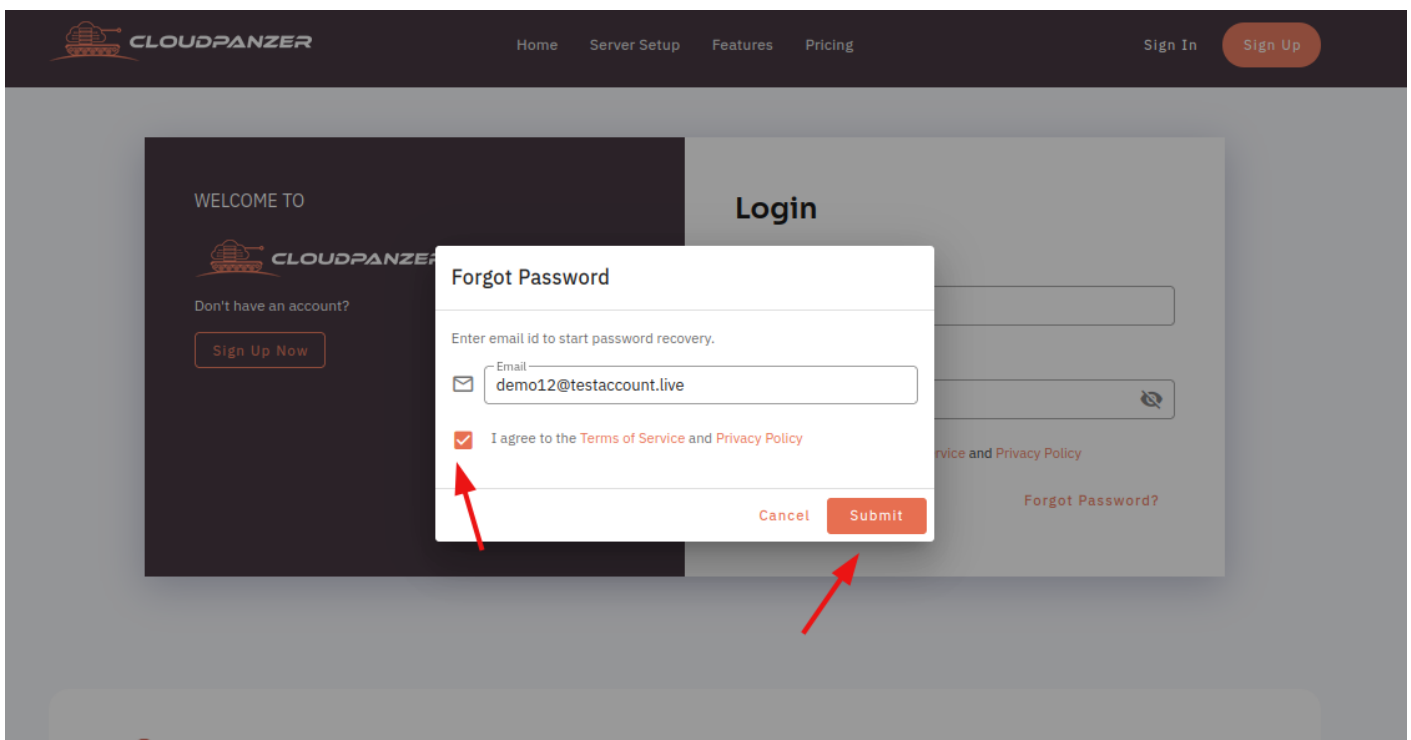 CLOUDPANZER
Home Server Setup Features Pricing
Sign In Sign Up
WELCOME TO
CLOUDPANZE
Don't have an account?
Sign Up Now
Login
Forgot Password
Enter email id to start password recovery.
Email
demo12@testaccount.live
I agree to the Terms of Service and Privacy Policy
Cancel Submit
rvice and Privacy Policy
Forgot Password?